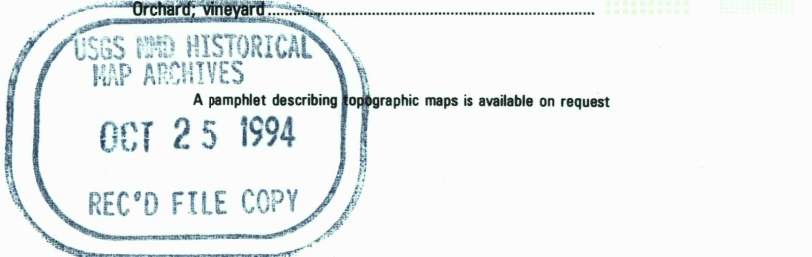 Orchard; vineyard
USGS NMD HISTORICAL
MAP ARCHIVES
A pamphlet describing topographic maps is available on request
OCT 25 1994
REC'D FILE COPY